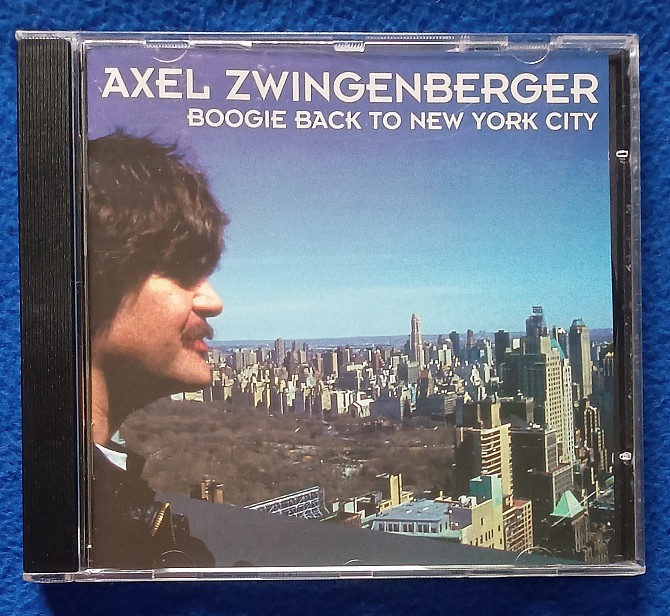 AXEL ZWINGENBERGER
BOOGIE BACK TO NEW YORK CITY